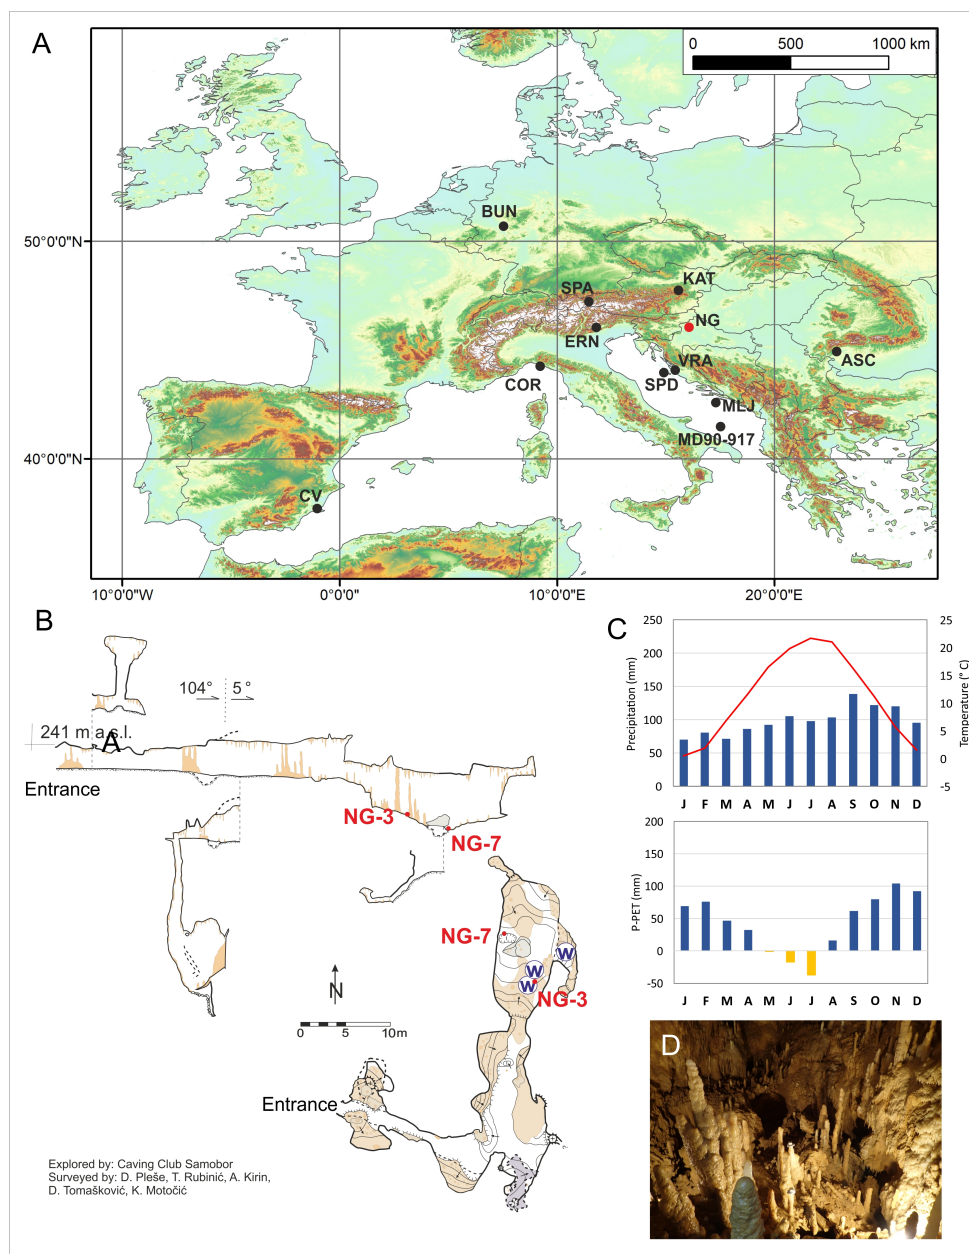 A
0 500 1000 km
BUN
50°0'0"N
KAT
SPA
NG
ERN
VRA
ASC
COR
SPD
MLJ
MD90-917
40°0'0"N
CV
10°0'0"W 0°0'0" 10°0'0"E 20°0'0"E
B
104° 5°
241 m a.s.l.
A
Entrance
NG-3
NG-7
NG-7
W
W
W
NG-3
N
0 5 10m
Entrance
Explored by: Caving Club Samobor
Surveyed by: D. Pleše, T. Rubinić, A. Kirin,
D. Tomašković, K. Motočić
C
Precipitation (mm)
250
200
150
100
50
0
Temperature (° C)
25
20
15
10
5
0
-5
J F M A M J J A S O N D
P-PET (mm)
200
150
100
50
0
-50
J F M A M J J A S O N D
D